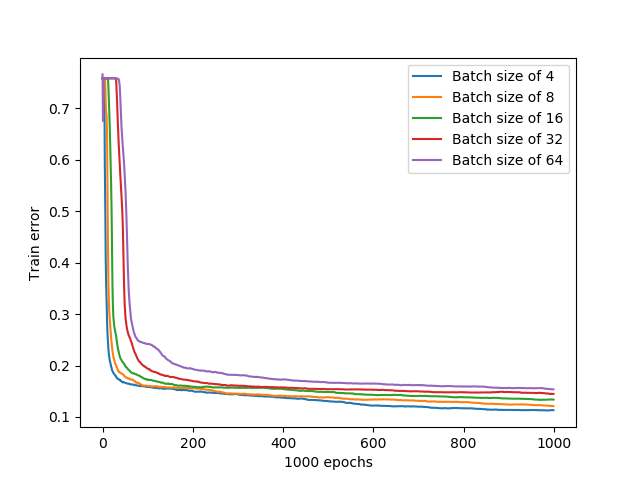 Batch size of 4
Batch size of 8
Batch size of 16
Batch size of 32
Batch size of 64
0.7
0.6
0.5
0.4
0.3
0.2
0.1
Train error
0 200 400 600 800 1000
1000 epochs